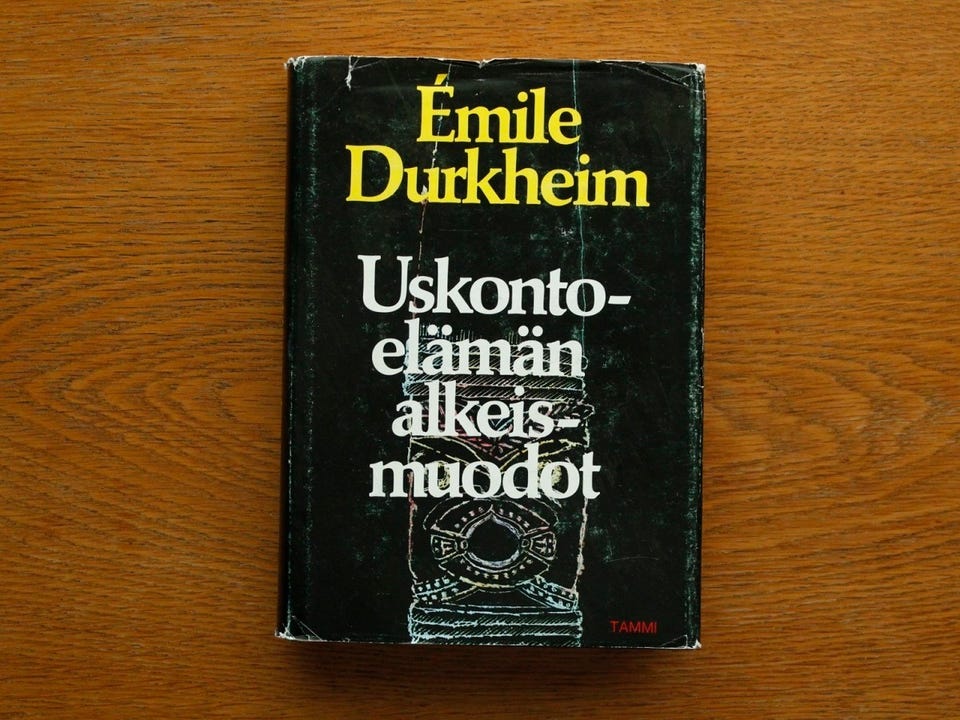 Émile
Durkheim
Uskonto-
elämän
alkeis-
muodot
TAMMI